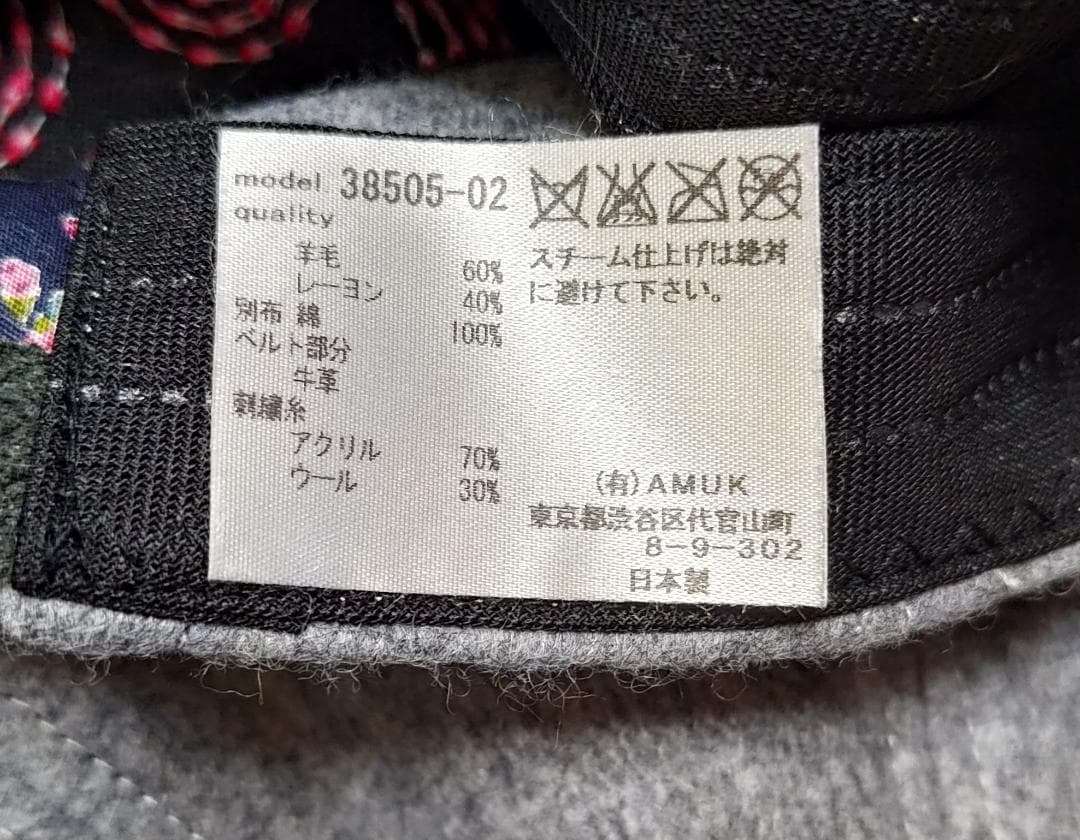 model 38505-02
quality
羊毛 60%
レーヨン 40%
別布 綿 100%
ベルト部分
牛革
刺繍糸
アクリル 70%
ウール 30%
スチーム仕上げは絶対
に避けて下さい。
(有)AMUK
東京都渋谷区代官山町
8-9-302
日本製